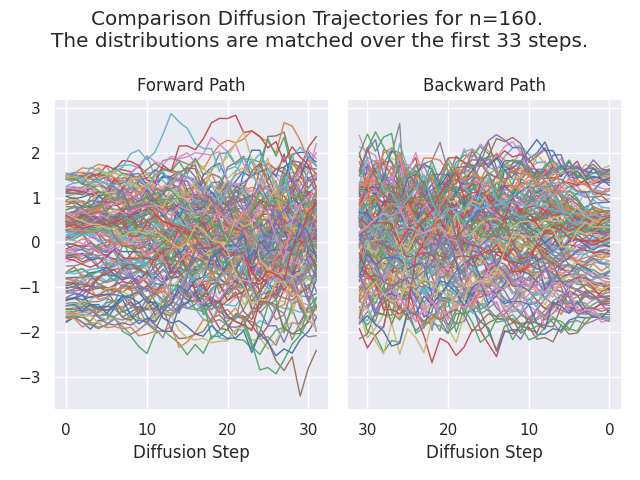 Comparison Diffusion Trajectories for n=160.
The distributions are matched over the first 33 steps.
Forward Path
Backward Path
3
2
1
0
−1
−2
−3
0 10 20 30
30 20 10 0
Diffusion Step
Diffusion Step